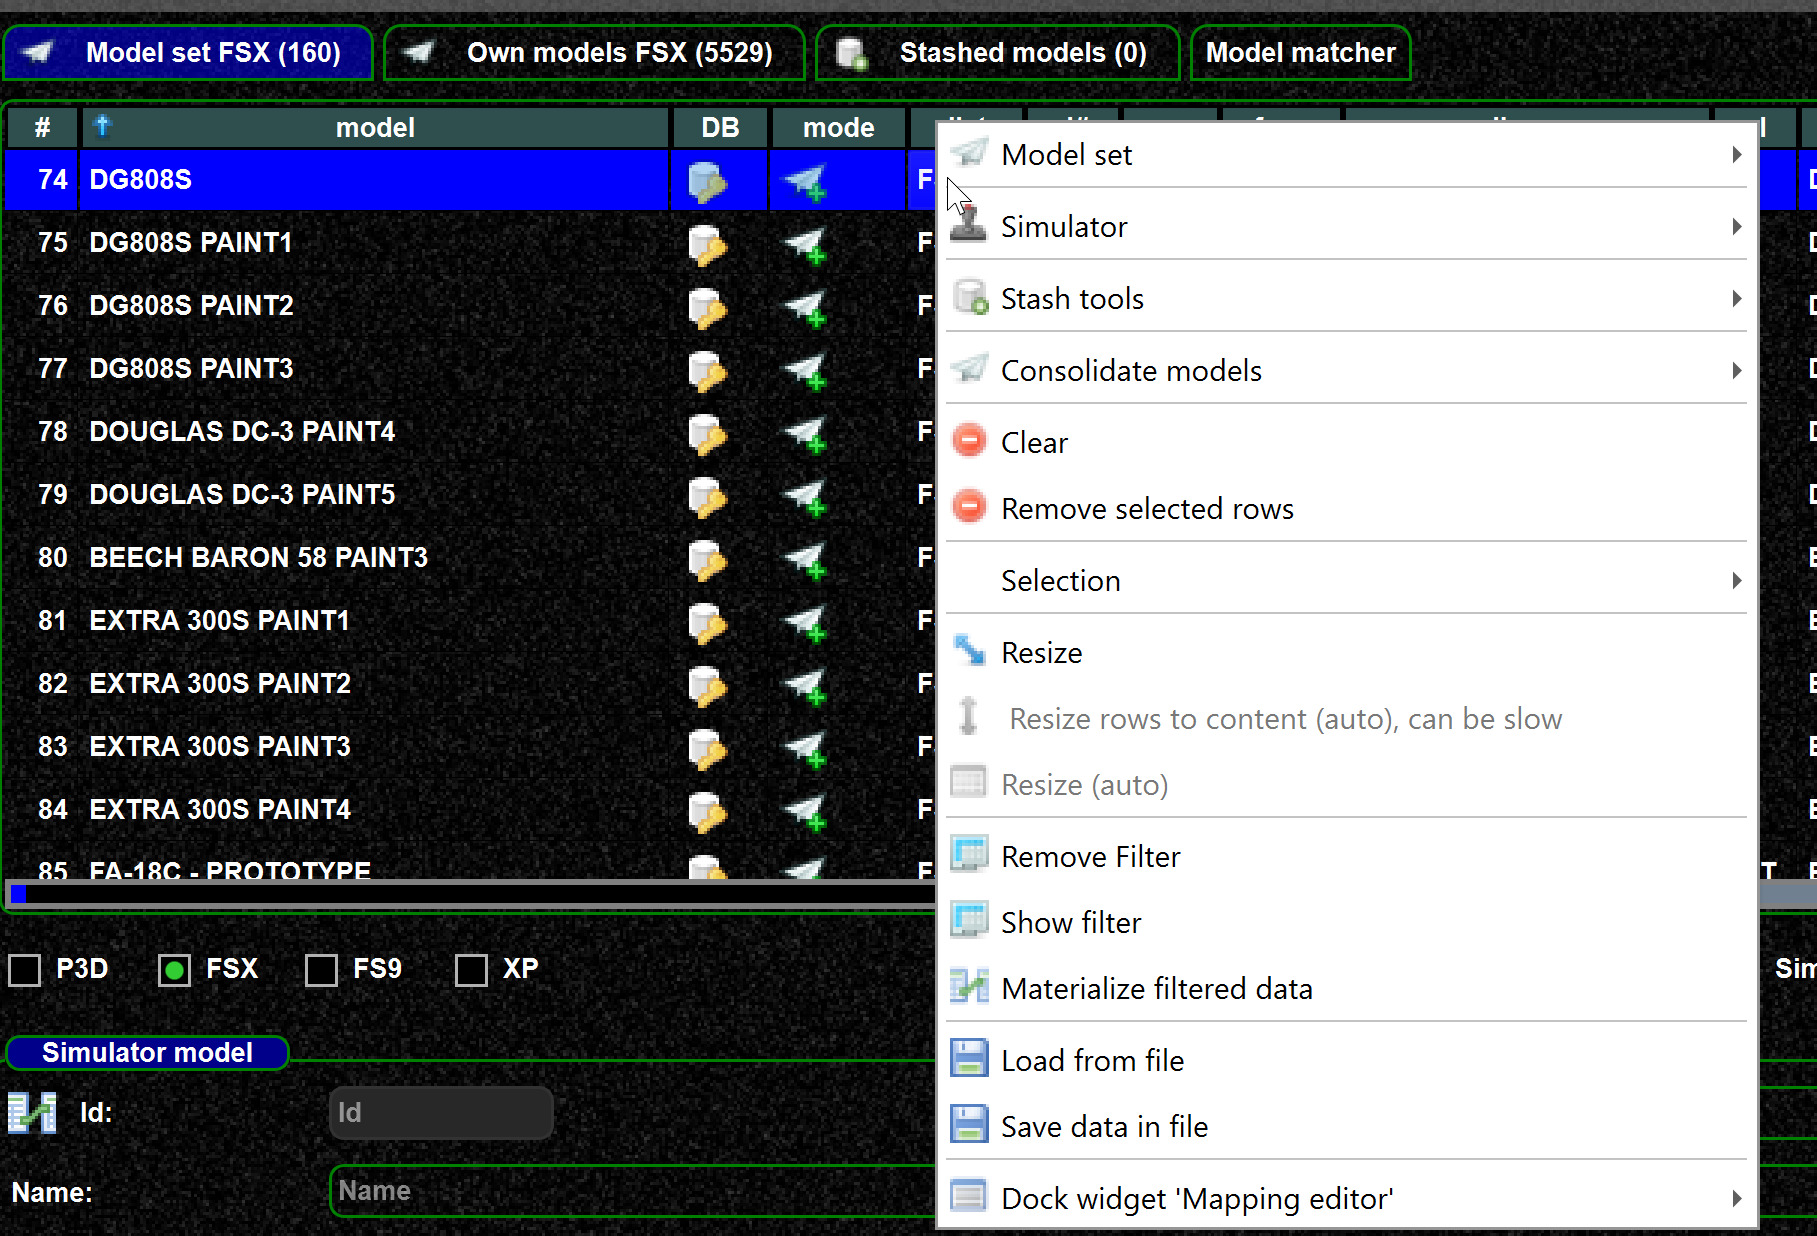 Model set FSX (160) Own models FSX (5529) Stashed models (0) Model matcher
# model DB mode
74 DG808S
75 DG808S PAINT1
76 DG808S PAINT2
77 DG808S PAINT3
78 DOUGLAS DC-3 PAINT4
79 DOUGLAS DC-3 PAINT5
80 BEECH BARON 58 PAINT3
81 EXTRA 300S PAINT1
82 EXTRA 300S PAINT2
83 EXTRA 300S PAINT3
84 EXTRA 300S PAINT4
85 FA-18C - PROTOTYPE
Model set
Simulator
Stash tools
Consolidate models
Clear
Remove selected rows
Selection
Resize
Resize rows to content (auto), can be slow
Resize (auto)
Remove Filter
Show filter
Materialize filtered data
Load from file
Save data in file
Dock widget 'Mapping editor'
P3D FSX FS9 XP
Simulator model
Id: Id
Name: Name